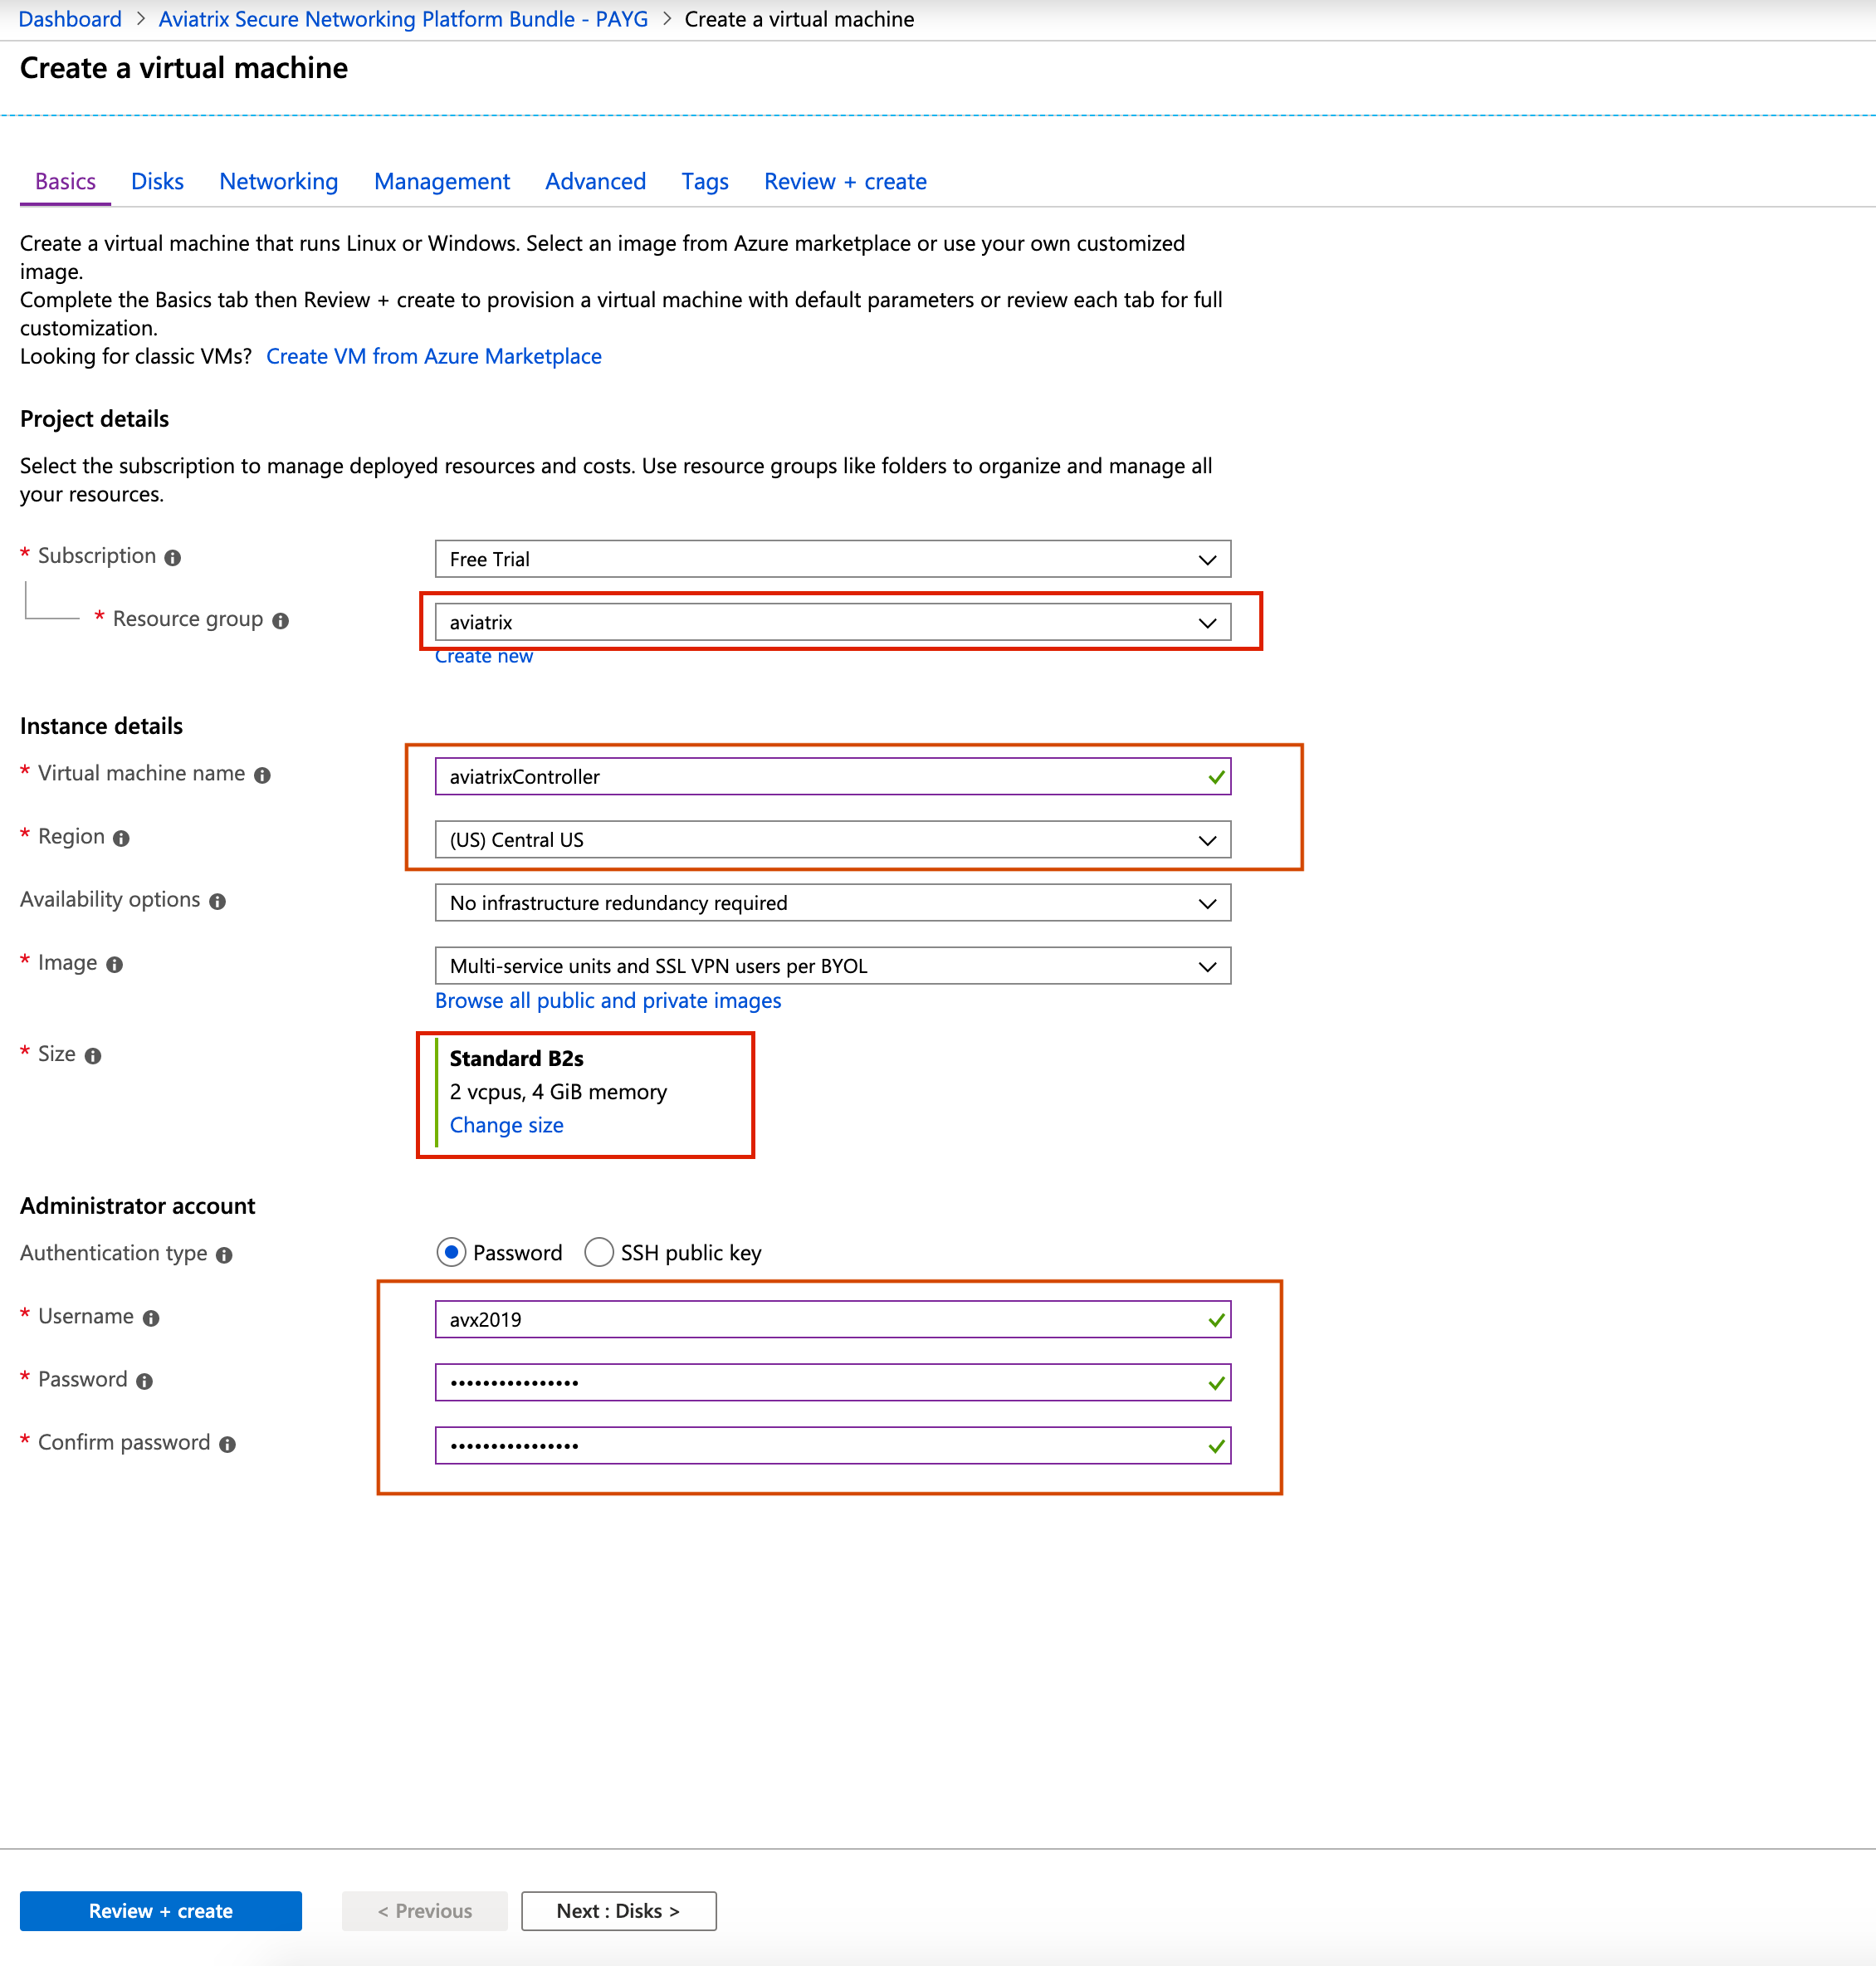 Dashboard > Aviatrix Secure Networking Platform Bundle - PAYG > Create a virtual machine
Create a virtual machine
Basics Disks Networking Management Advanced Tags Review + create
Create a virtual machine that runs Linux or Windows. Select an image from Azure marketplace or use your own customized
image.
Complete the Basics tab then Review + create to provision a virtual machine with default parameters or review each tab for full
customization.
Looking for classic VMs? Create VM from Azure Marketplace
Project details
Select the subscription to manage deployed resources and costs. Use resource groups like folders to organize and manage all
your resources.
* Subscription Free Trial
* Resource group aviatrix
Create new
Instance details
* Virtual machine name aviatrixController
* Region (US) Central US
Availability options No infrastructure redundancy required
* Image Multi-service units and SSL VPN users per BYOL
Browse all public and private images
* Size Standard B2s
2 vcpus, 4 GiB memory
Change size
Administrator account
Authentication type Password SSH public key
* Username avx2019
* Password ••••••••••••••••
* Confirm password ••••••••••••••••
Review + create < Previous Next : Disks >